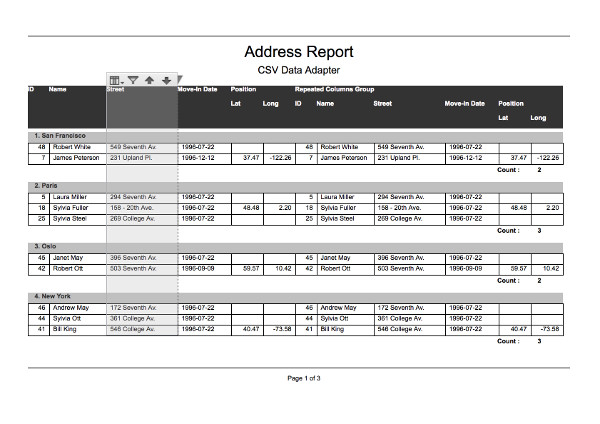 Address Report
CSV Data Adapter
ID Name Street Move-In Date Position Repeated Columns Group
Lat Long ID Name Street Move-In Date Position
Lat Long
1. San Francisco
48 Robert White 549 Seventh Av. 1996-07-22 48 Robert White 549 Seventh Av. 1996-07-22
7 James Peterson 231 Upland Pl. 1996-12-12 37.47 -122.26 7 James Peterson 231 Upland Pl. 1996-12-12 37.47 -122.26
Count : 2
2. Paris
5 Laura Miller 294 Seventh Av. 1996-07-22 5 Laura Miller 294 Seventh Av. 1996-07-22
18 Sylvia Fuller 158 - 20th Ave. 1996-07-22 48.48 2.20 18 Sylvia Fuller 158 - 20th Ave. 1996-07-22 48.48 2.20
25 Sylvia Steel 269 College Av. 1996-07-22 25 Sylvia Steel 269 College Av. 1996-07-22
Count : 3
3. Oslo
45 Janet May 396 Seventh Av. 1996-07-22 45 Janet May 396 Seventh Av. 1996-07-22
42 Robert Ott 503 Seventh Av. 1996-09-09 59.57 10.42 42 Robert Ott 503 Seventh Av. 1996-09-09 59.57 10.42
Count : 2
4. New York
46 Andrew May 172 Seventh Av. 1996-07-22 46 Andrew May 172 Seventh Av. 1996-07-22
44 Sylvia Ott 361 College Av. 1996-07-22 44 Sylvia Ott 361 College Av. 1996-07-22
41 Bill King 546 College Av. 1996-07-22 40.47 -73.58 41 Bill King 546 College Av. 1996-07-22 40.47 -73.58
Count : 3
Page 1 of 3